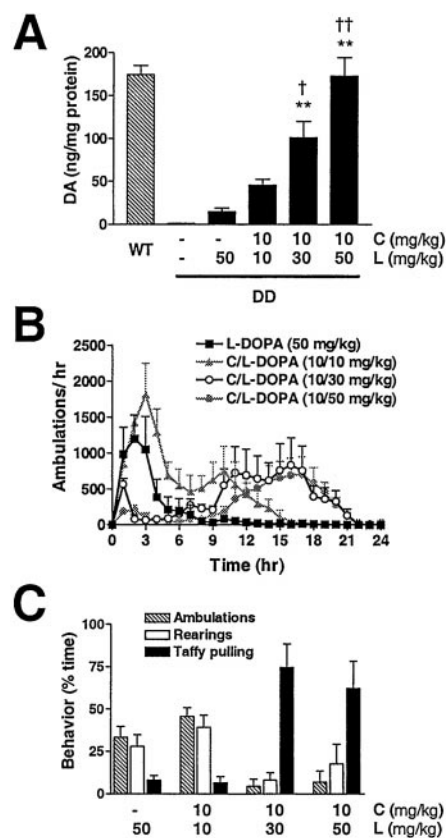 A
DA (ng/mg protein)
200
150
100
50
0
†
**
††
**
WT
- - 10 10 10 C (mg/kg)
- 50 10 30 50 L (mg/kg)
DD
B
Ambulations/ hr
2500
2000
1500
1000
500
0
L-DOPA (50 mg/kg)
C/L-DOPA (10/10 mg/kg)
C/L-DOPA (10/30 mg/kg)
C/L-DOPA (10/50 mg/kg)
0 3 6 9 12 15 18 21 24
Time (hr)
C
Behavior (% time)
100
75
50
25
0
Ambulations
Rearings
Taffy pulling
- 10 10 10 C (mg/kg)
50 10 30 50 L (mg/kg)